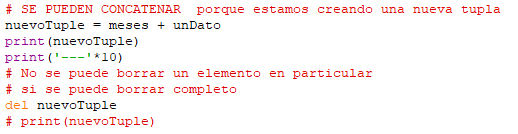 # SE PUEDEN CONCATENAR  porque estamos creando una nueva tupla
nuevoTuple = meses + unDato
print(nuevoTuple)
print('---'*10)
# No se puede borrar un elemento en particular
# si se puede borrar completo
del nuevoTuple
# print(nuevoTuple)